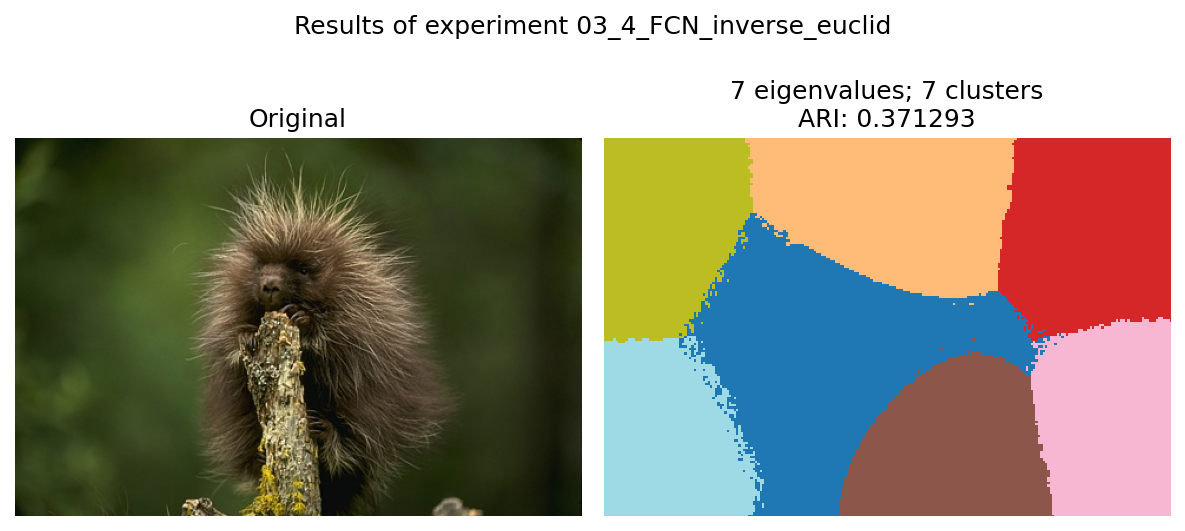 Results of experiment 03_4_FCN_inverse_euclid
Original
7 eigenvalues; 7 clusters
ARI: 0.371293